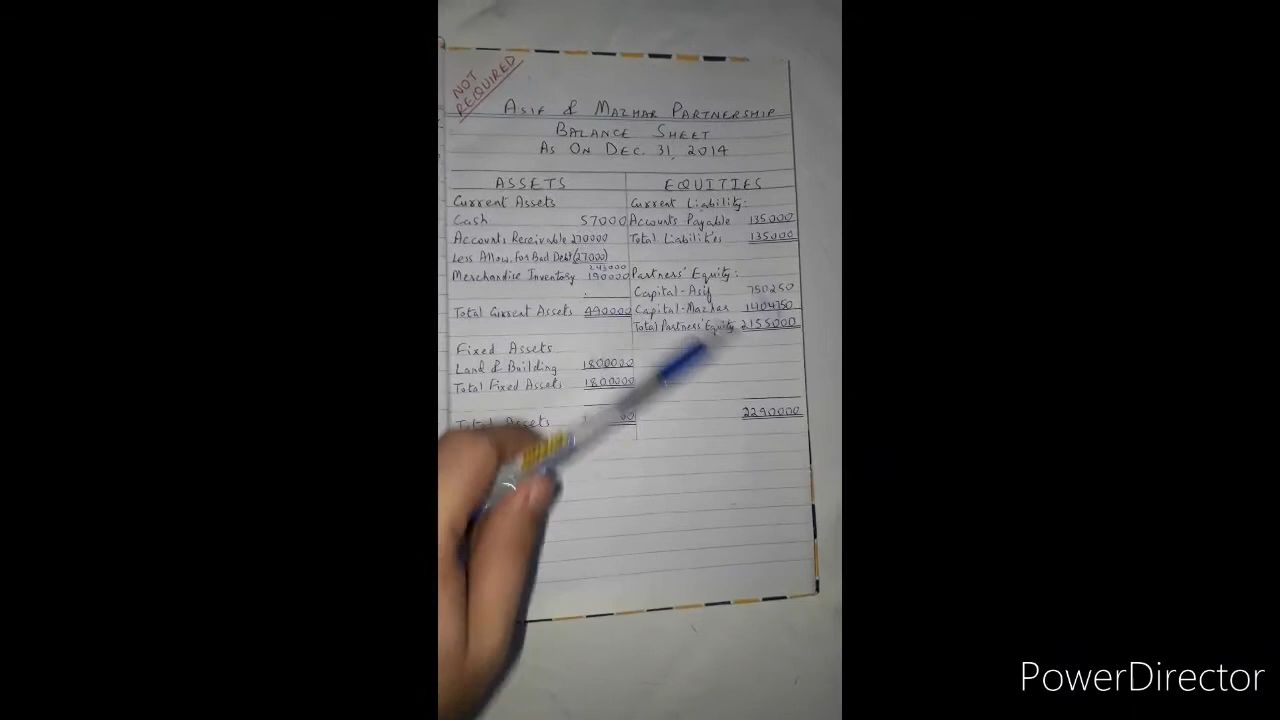 NOT
REQUIRED
ASIF & MAZHAR PARTNERSHIP
BALANCE SHEET
AS ON DEC. 31, 2014
ASSETS EQUITIES
Current Assets Current Liability:
Cash 57000 Accounts Payable 135000
Accounts Receivable 270000 Total Liabilities 135000
Less Allow. for Bad Debt (27000)
243000
Merchandise Inventory 190000 Partners' Equity:
Capital-Asif 750250
Total Current Assets 490000 Capital-Mazhar 1404750
Total Partners' Equity 2155000
Fixed Assets
Land & Building 1800000
Total Fixed Assets 1800000
Total Assets 2290000
PowerDirector